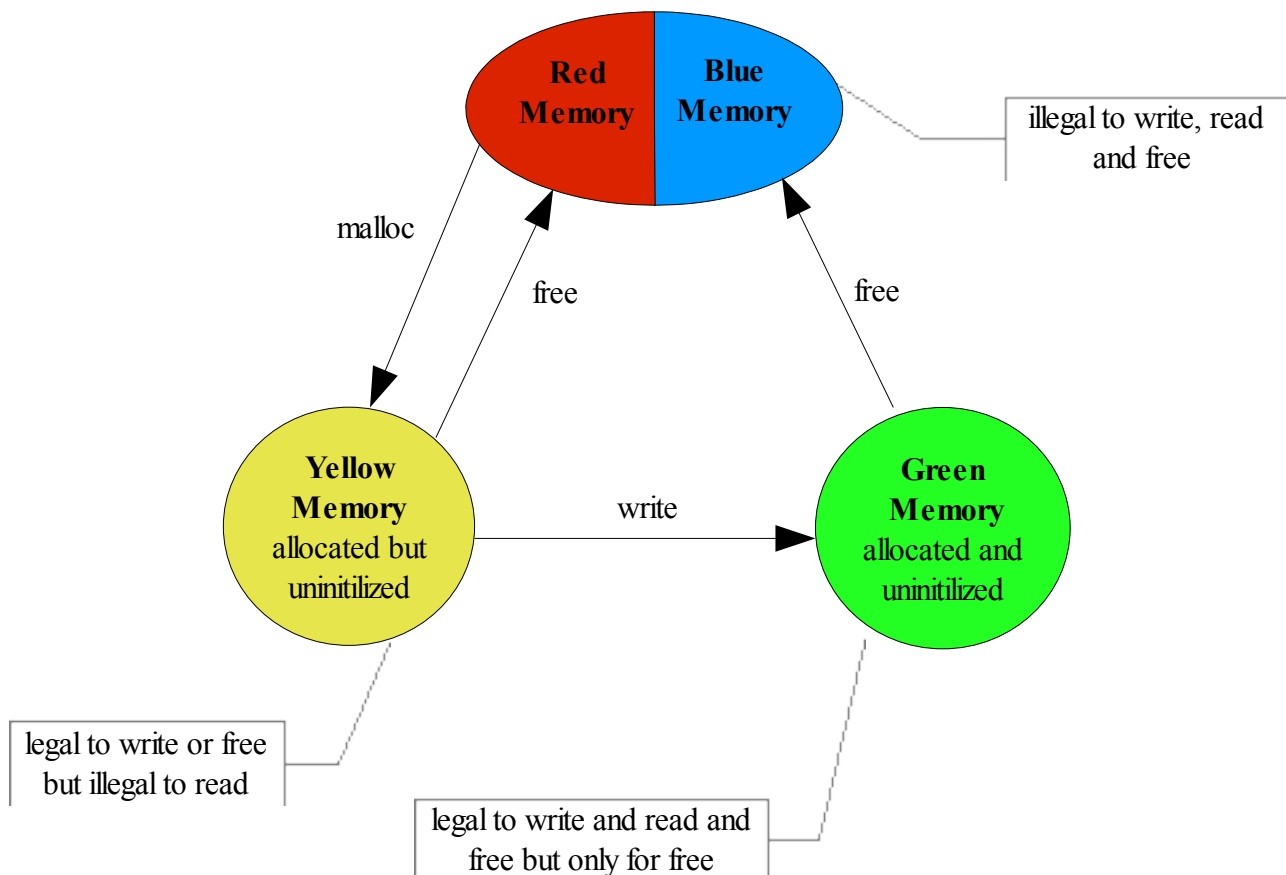 Red
Memory
Blue
Memory
illegal to write, read
and free
malloc
free
free
Yellow
Memory
allocated but
uninitilized
write
Green
Memory
allocated and
uninitilized
legal to write or free
but illegal to read
legal to write and read and
free but only for free